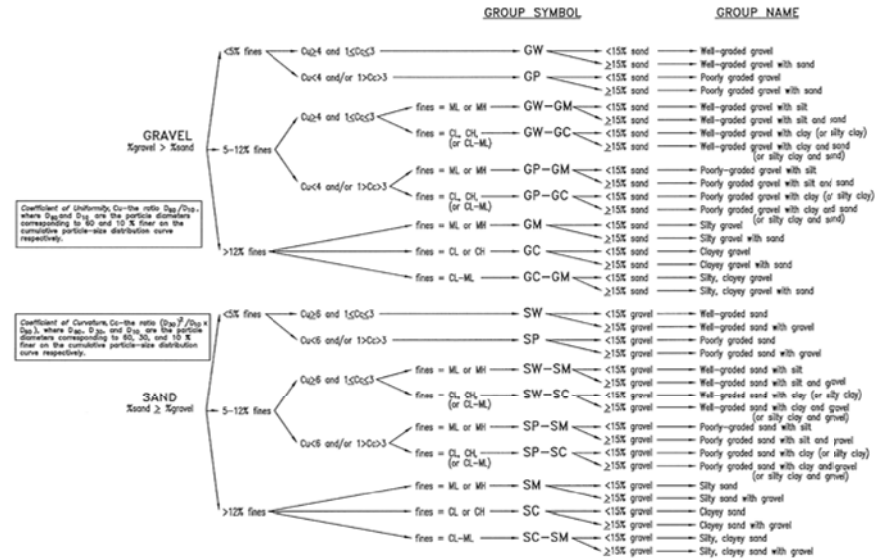 GROUP SYMBOL GROUP NAME
GRAVEL
%gravel > %sand
<5% fines
Cu≥4 and 1≤Cc≤3
GW
<15% sand Well-graded gravel
≥15% sand Well-graded gravel with sand
Cu<4 and/or 1>Cc>3
GP
<15% sand Poorly graded gravel
≥15% sand Poorly graded gravel with sand
5-12% fines
Cu≥4 and 1≤Cc≤3
fines = ML or MH
GW-GM
<15% sand Well-graded gravel with silt
≥15% sand Well-graded gravel with silt and sand
fines = CL, CH,
(or CL-ML)
GW-GC
<15% sand Well-graded gravel with clay (or silty clay)
≥15% sand Well-graded gravel with clay and sand
(or silty clay and sand)
Cu<4 and/or 1>Cc>3
fines = ML or MH
GP-GM
<15% sand Poorly-graded gravel with silt
≥15% sand Poorly graded gravel with silt and sand
fines = CL, CH,
(or CL-ML)
GP-GC
<15% sand Poorly graded gravel with clay (or silty clay)
≥15% sand Poorly graded gravel with clay and sand
(or silty clay and sand)
>12% fines
fines = ML or MH
GM
<15% sand Silty gravel
≥15% sand Silty gravel with sand
fines = CL or CH
GC
<15% sand Clayey gravel
≥15% sand Clayey gravel with sand
fines = CL-ML
GC-GM
<15% sand Silty, clayey gravel
≥15% sand Silty, clayey gravel with sand
Coefficient of Uniformity, Cu-the ratio D60/D10,
where D60 and D10 are the particle diameters
corresponding to 60 and 10 % finer on
the cumulative particle-size distribution curve
respectively.
Coefficient of Curvature, Cc-the ratio (D30)²/D10 x
D60), where D60, D30, and D10 are the particle
diameters corresponding to 60, 30, and 10 %
finer on the cumulative particle-size distribution
curve respectively.
SAND
%sand ≥ %gravel
<5% fines
Cu≥6 and 1≤Cc≤3
SW
<15% gravel Well-graded sand
≥15% gravel Well-graded sand with gravel
Cu<6 and/or 1>Cc>3
SP
<15% gravel Poorly graded sand
≥15% gravel Poorly graded sand with gravel
5-12% fines
Cu≥6 and 1≤Cc≤3
fines = ML or MH
SW-SM
<15% gravel Well-graded sand with silt
≥15% gravel Well-graded sand with silt and gravel
fines - CL, CH,
(or CL-ML)
SW-SC
<15% gravel Well-graded sand with clay (or silty clay)
≥15% gravel Well-graded sand with clay and gravel
(or silty clay and gravel)
Cu<6 and/or 1>Cc>3
fines = ML or MH
SP-SM
<15% gravel Poorly-graded sand with silt
≥15% gravel Poorly graded sand with silt and gravel
fines = CL, CH,
(or CL-ML)
SP-SC
<15% gravel Poorly graded sand with clay (or silty clay)
≥15% gravel Poorly graded sand with clay and gravel
(or silty clay and gravel)
>12% fines
fines = ML or MH
SM
<15% gravel Silty sand
≥15% gravel Silty sand with gravel
fines = CL or CH
SC
<15% gravel Clayey sand
≥15% gravel Clayey sand with gravel
fines = CL-ML
SC-SM
<15% gravel Silty, clayey sand
≥15% gravel Silty, clayey sand with gravel